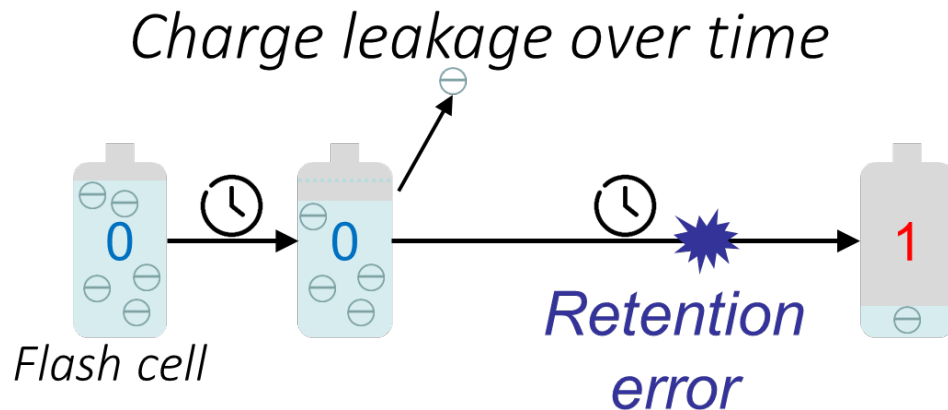 Charge leakage over time
0
0
1
Retention
error
Flash cell